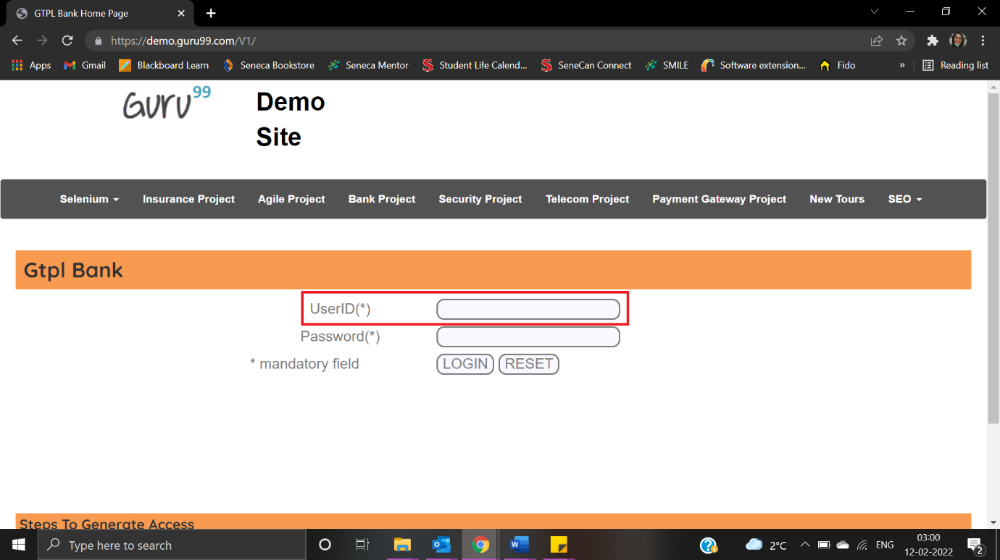 GTPL Bank Home Page
https://demo.guru99.com/V1/
Apps Gmail Blackboard Learn Seneca Bookstore Seneca Mentor Student Life Calend... SeneCan Connect SMILE Software extension... Fido » Reading list
Guru99
Demo
Site
Selenium Insurance Project Agile Project Bank Project Security Project Telecom Project Payment Gateway Project New Tours SEO
Gtpl Bank
UserID(*)
Password(*)
* mandatory field LOGIN RESET
Steps To Generate Access
Type here to search
2°C ENG 03:00
12-02-2022 2